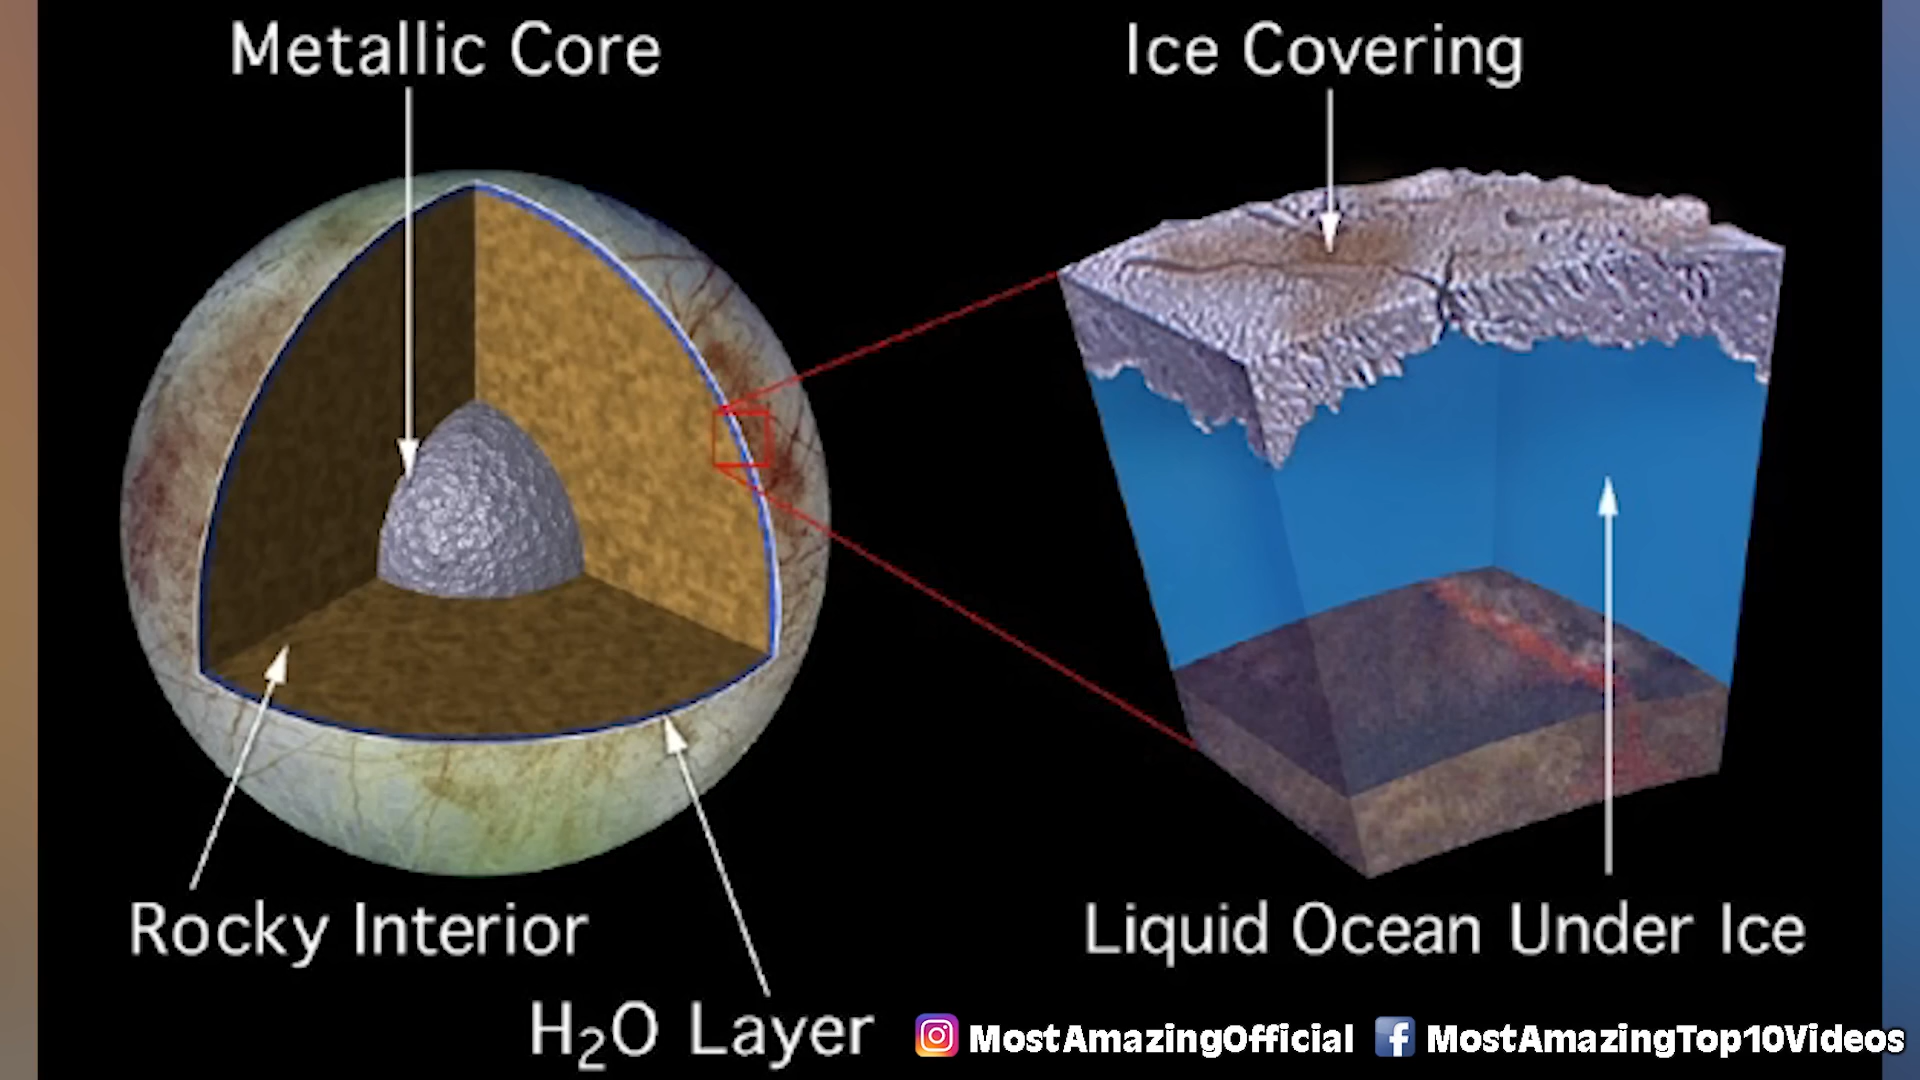 Metallic Core
Ice Covering
Rocky Interior
Liquid Ocean Under Ice
H₂O Layer
MostAmazingOfficial
MostAmazingTop10Videos